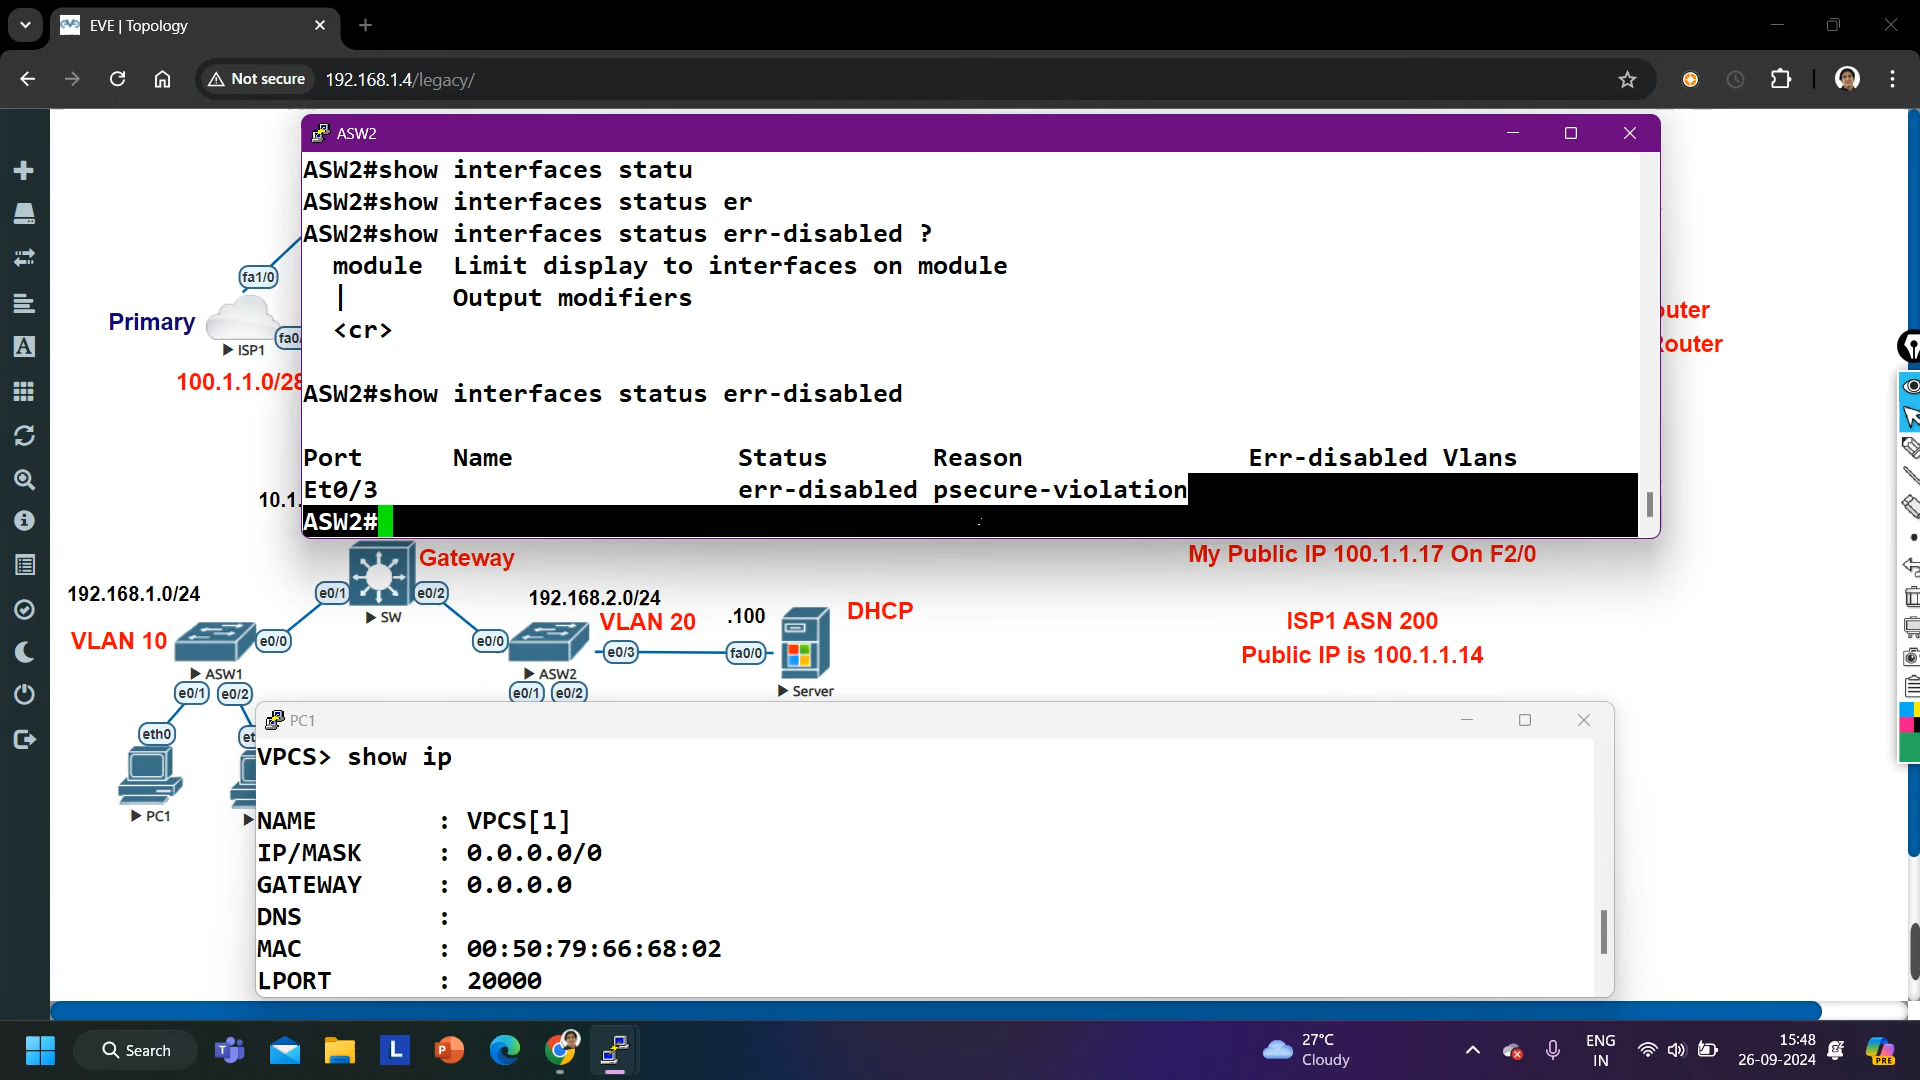 EVE | Topology
Not secure
192.168.1.4/legacy/
ASW2
ASW2#show interfaces statu
ASW2#show interfaces status er
ASW2#show interfaces status err-disabled ?
module Limit display to interfaces on module
| Output modifiers
<cr>
ASW2#show interfaces status err-disabled
Port Name Status Reason Err-disabled Vlans
Et0/3 err-disabled psecure-violation
ASW2#
fa1/0
Primary
ISP1
100.1.1.0/28
10.1.
outer
Router
Gateway
My Public IP 100.1.1.17 On F2/0
192.168.1.0/24
e0/1
e0/2
SW
192.168.2.0/24
VLAN 20
.100
DHCP
ISP1 ASN 200
Public IP is 100.1.1.14
VLAN 10
e0/0
e0/0
e0/3
fa0/0
ASW1
ASW2
Server
e0/1
e0/2
e0/1
e0/2
eth0
PC1
PC1
VPCS> show ip
NAME : VPCS[1]
IP/MASK : 0.0.0.0/0
GATEWAY : 0.0.0.0
DNS :
MAC : 00:50:79:66:68:02
LPORT : 20000
Search
27°C
Cloudy
ENG
IN
15:48
26-09-2024
PRE